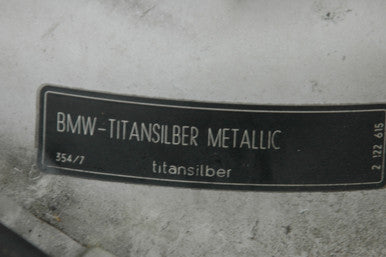 BMW-TITANSILBER METALLIC
354/7
titansilber
2 122 615